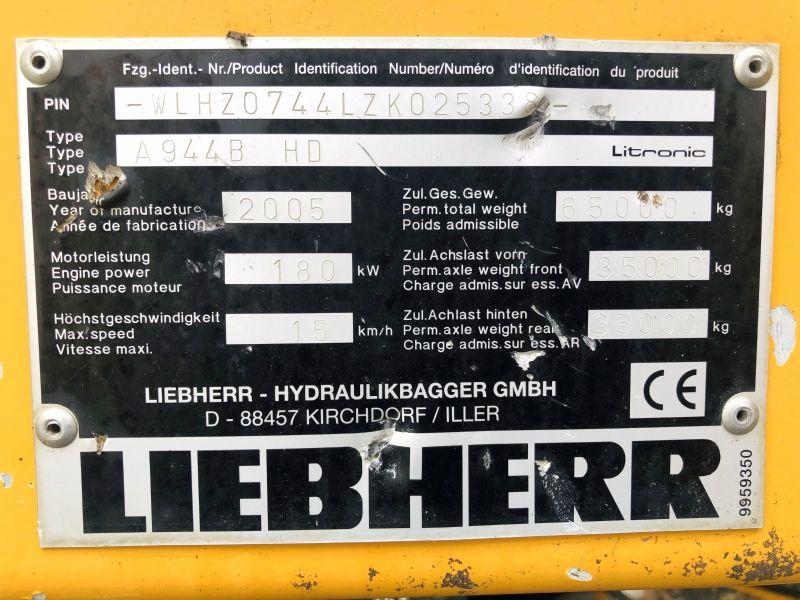 Fzg.-Ident.- Nr./Product Identification Number/Numéro d'identification du produit
PIN -WLHZ0744LZK025338-
Type
Type A 944B HD Litronic
Type
Year of manufacture 2005
Année de fabrication
Zul.Ges.Gew.
Perm.total weight 65000 kg
Poids admissible
Motorleistung
Engine power 180 kW
Puissance moteur
Zul.Achslast vorn
Perm.axle weight front 35000 kg
Charge admis.sur ess.AV
Höchstgeschwindigkeit
Max.speed 15 km/h
Vitesse maxi.
Zul.Achlast hinten
Perm.axle weight rear 35000 kg
Charge admis.sur ess.AR
LIEBHERR - HYDRAULIKBAGGER GMBH
D - 88457 KIRCHDORF / ILLER
CE
LIEBHERR
9959350